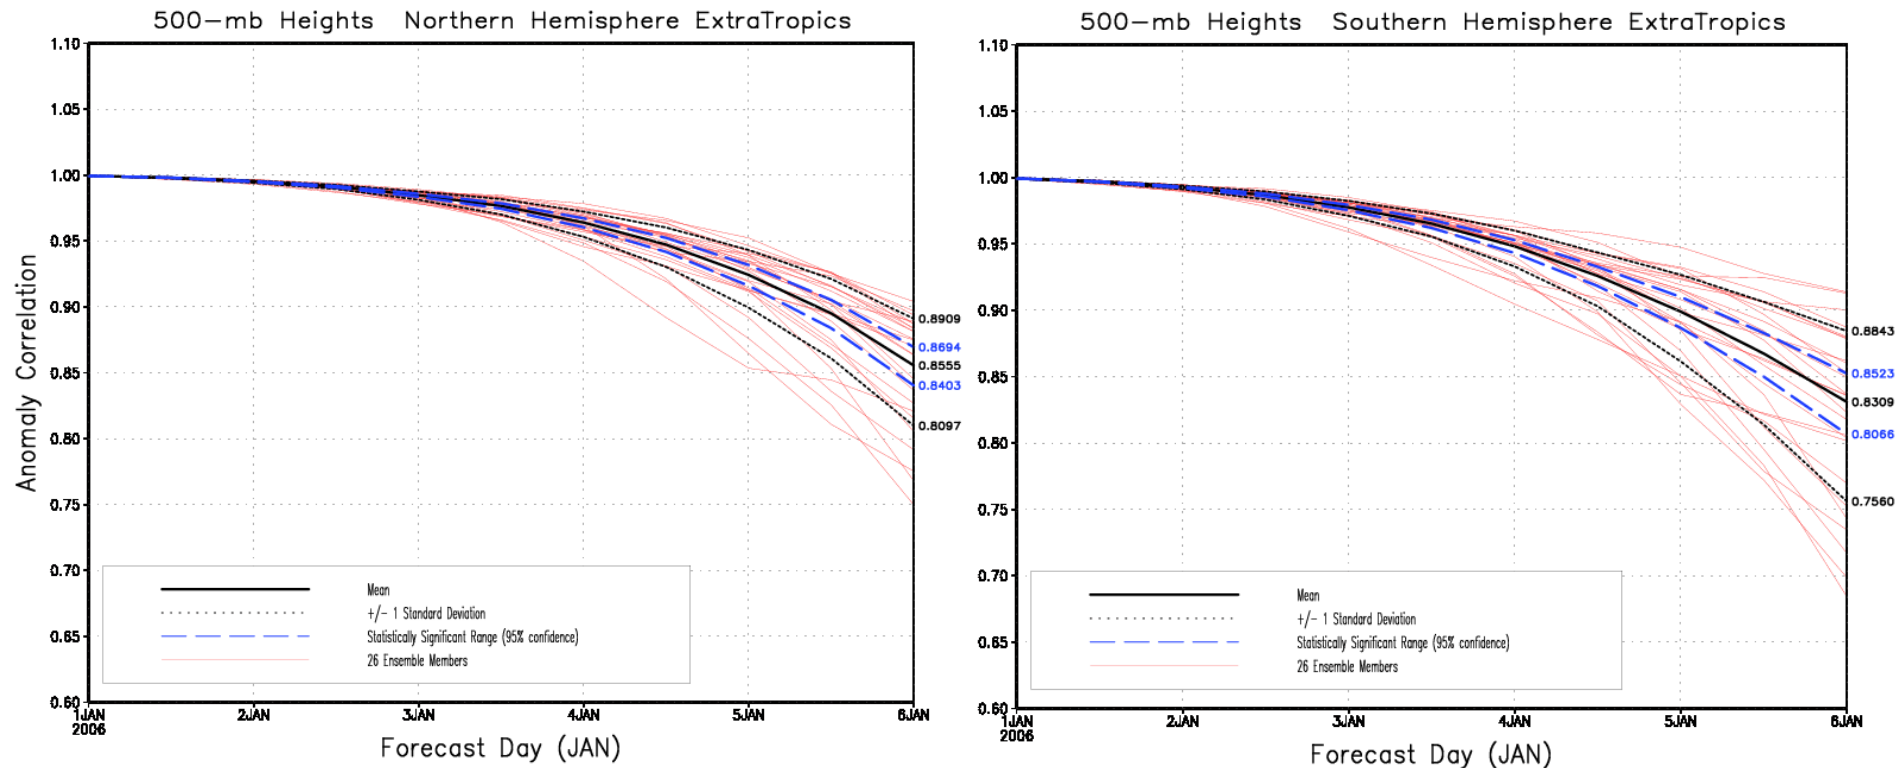 500-mb Heights Northern Hemisphere ExtraTropics
1.10
1.05
1.00
0.95
0.90
0.85
0.80
0.75
0.70
0.65
0.60
Anomaly Correlation
0.8909
0.8694
0.8555
0.8403
0.8097
Mean
+/- 1 Standard Deviation
Statistically Significant Range (95% confidence)
26 Ensemble Members
1JAN 2JAN 3JAN 4JAN 5JAN 6JAN
2006
Forecast Day (JAN)
500-mb Heights Southern Hemisphere ExtraTropics
1.10
1.05
1.00
0.95
0.90
0.85
0.80
0.75
0.70
0.65
0.60
0.8843
0.8523
0.8309
0.8066
0.7560
Mean
+/- 1 Standard Deviation
Statistically Significant Range (95% confidence)
26 Ensemble Members
1JAN 2JAN 3JAN 4JAN 5JAN 6JAN
2006
Forecast Day (JAN)